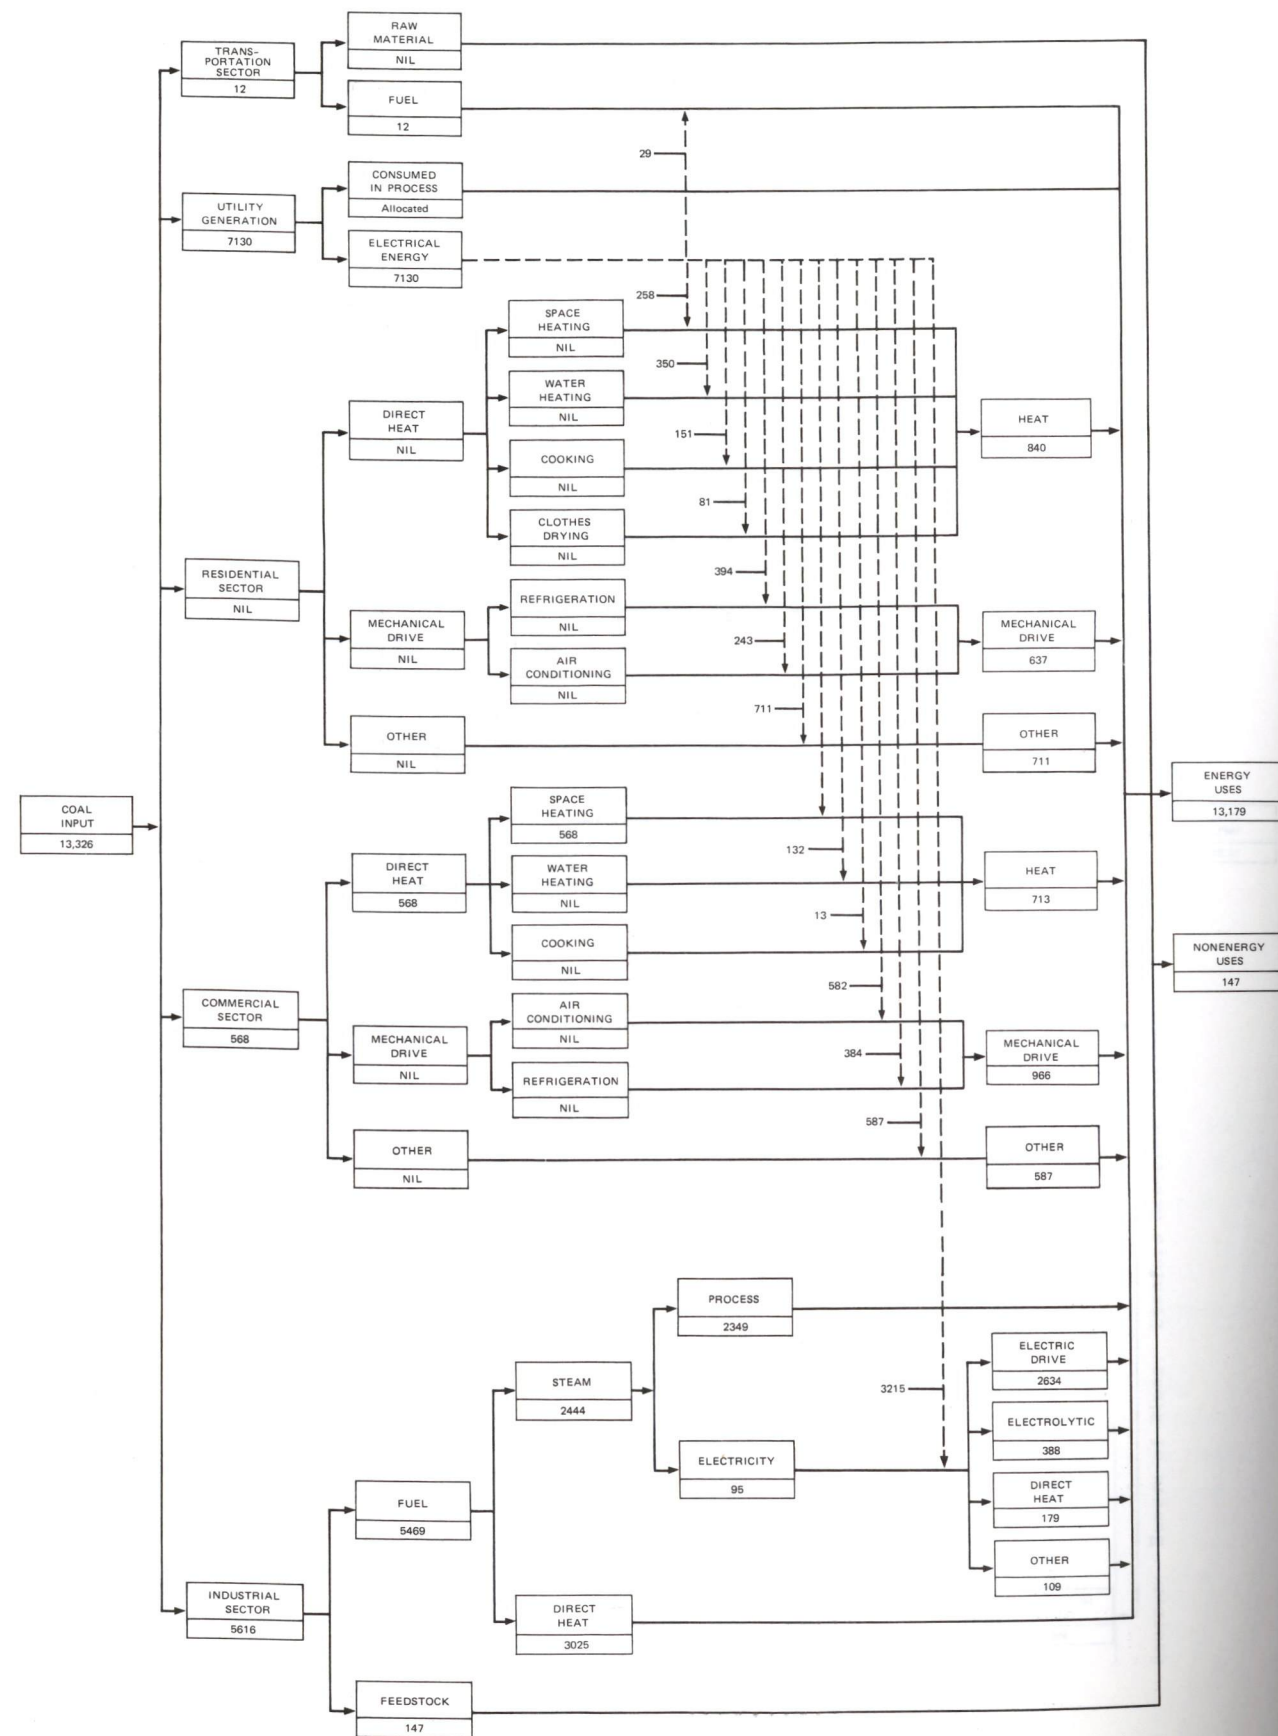 RAW
MATERIAL
NIL
TRANS-
PORTATION
SECTOR
12
FUEL
12
29
CONSUMED
IN PROCESS
Allocated
UTILITY
GENERATION
7130
ELECTRICAL
ENERGY
7130
258
SPACE
HEATING
NIL
350
WATER
HEATING
NIL
DIRECT
HEAT
NIL
HEAT
840
151
COOKING
NIL
81
CLOTHES
DRYING
NIL
394
RESIDENTIAL
SECTOR
NIL
REFRIGERATION
NIL
MECHANICAL
DRIVE
NIL
243
MECHANICAL
DRIVE
637
AIR
CONDITIONING
NIL
711
OTHER
NIL
OTHER
711
ENERGY
USES
13,179
COAL
INPUT
13,326
SPACE
HEATING
568
132
DIRECT
HEAT
568
WATER
HEATING
NIL
HEAT
713
13
COOKING
NIL
NONENERGY
USES
147
582
COMMERCIAL
SECTOR
568
AIR
CONDITIONING
NIL
MECHANICAL
DRIVE
NIL
384
MECHANICAL
DRIVE
966
REFRIGERATION
NIL
587
OTHER
NIL
OTHER
587
PROCESS
2349
ELECTRIC
DRIVE
2634
STEAM
2444
3215
ELECTROLYTIC
388
ELECTRICITY
95
DIRECT
HEAT
179
FUEL
5469
OTHER
109
INDUSTRIAL
SECTOR
5616
DIRECT
HEAT
3025
FEEDSTOCK
147